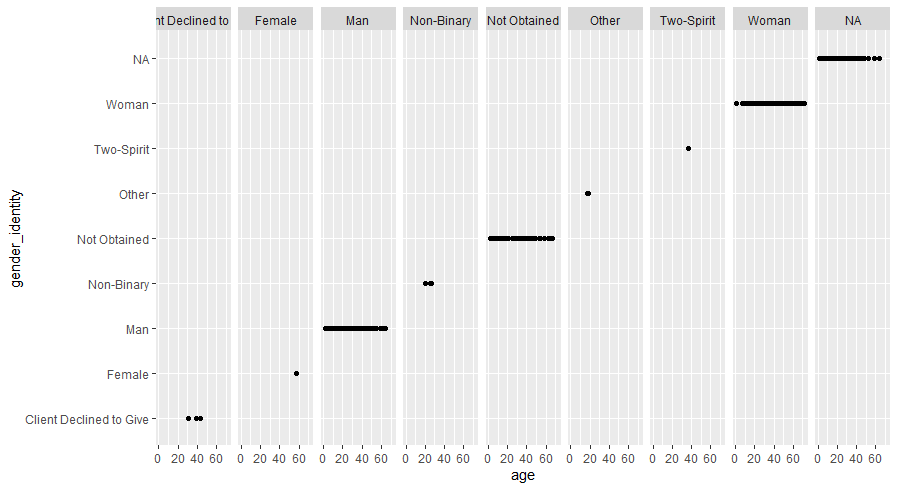 nt Declined to Female Man Non-Binary Not Obtained Other Two-Spirit Woman NA
NA
Woman
Two-Spirit
Other
Not Obtained
Non-Binary
Man
Female
Client Declined to Give
gender_identity
0 20 40 60 0 20 40 60 0 20 40 60 0 20 40 60 0 20 40 60 0 20 40 60 0 20 40 60 0 20 40 60 0 20 40 60
age